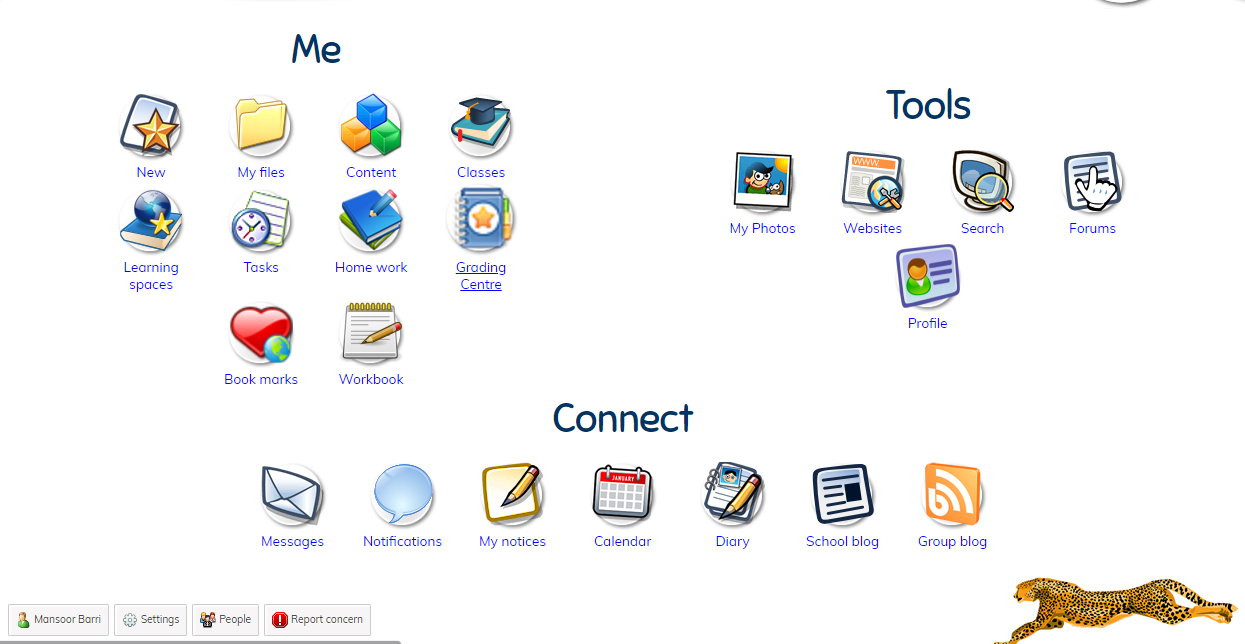 Me
New
My files
Content
Classes
Learning
spaces
Tasks
Home work
Grading
Centre
Book marks
Workbook
Tools
WWW.
My Photos
Websites
Search
Forums
Profile
Connect
JANUARY
Messages
Notifications
My notices
Calendar
Diary
School blog
Group blog
Mansoor Barri
Settings
People
Report concern